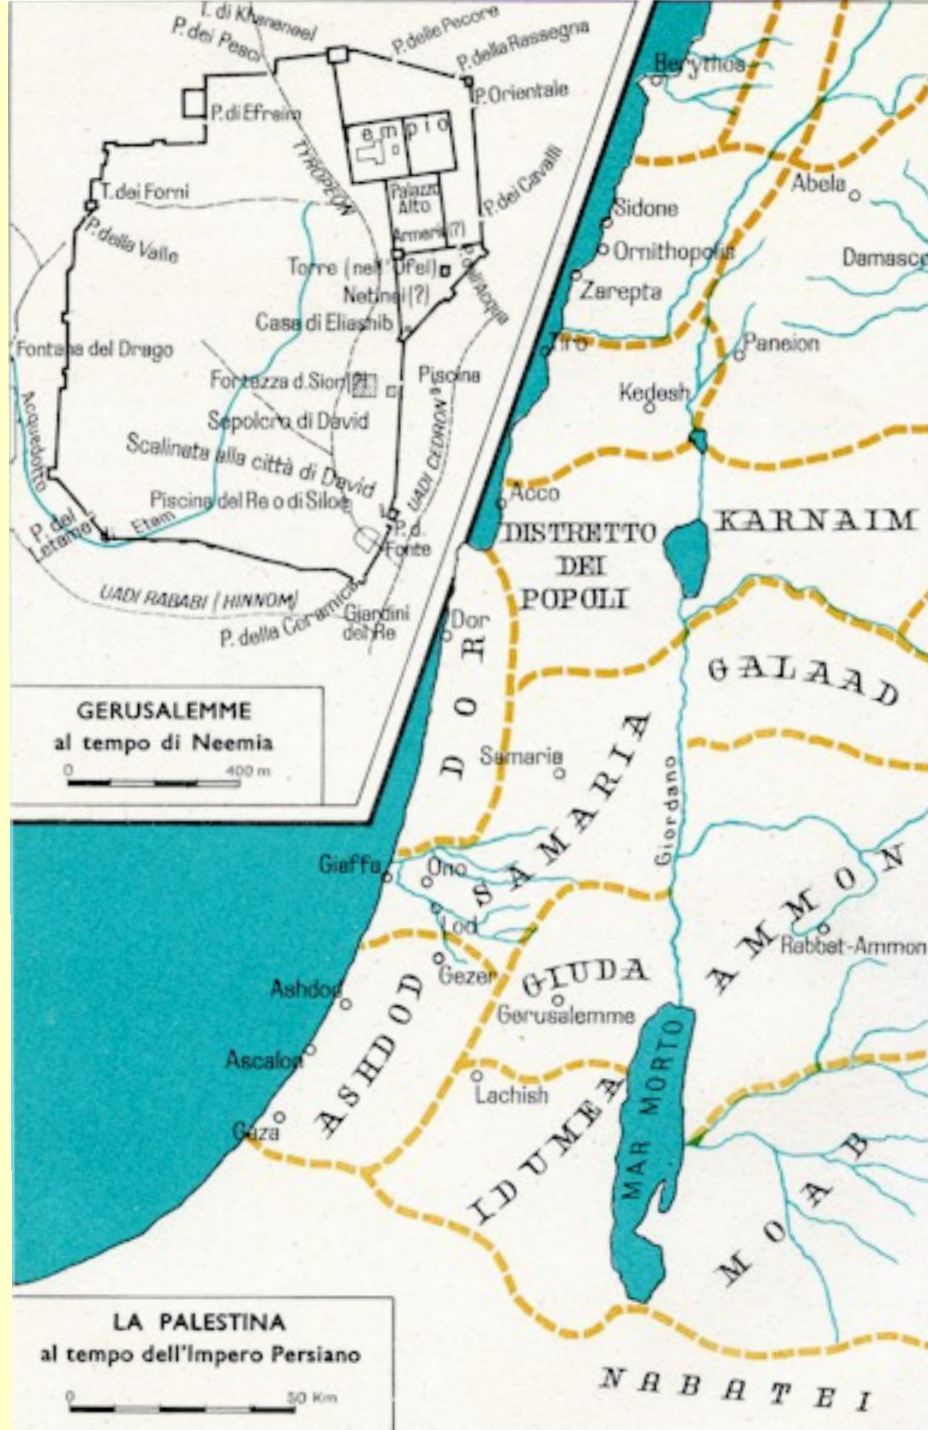 T. di Khananael
P. dei Pesci
P. delle Pecore
P. della Rassegna
P. Orientale
P. di Efraim
empio
TYROPEON
Palazzo
Alto
P. dei Cavalli
T. dei Forni
P. della Valle
Armeria(?)
Torre (nell'Ofel)
P. dell'Acqua
Netinei(?)
Casa di Eliashib
Fontana del Drago
Fortezza d. Sion(?)
Piscina
Acquedotto
Sepolcro di David
Scalinata alla città di David
UADI CEDRON
Piscina del Re o di Siloe
P. del
Letame
Etam
P. d.
Fonte
UADI RABABI (HINNOM)
P. della Ceramica
Giardini
del Re
GERUSALEMME
al tempo di Neemia
0 400 m
Berythos
Abela
Sidone
Ornithopolis
Damasco
Zarepta
Tiro
Paneion
Kedesh
Acco
DISTRETTO
DEI
POPOLI
KARNAIM
Dor
DOR
GALAAD
Samaria
SAMARIA
Giordano
Giaffa
Ono
AMMON
Lod
Rabbat-Ammon
Gezer
GIUDA
Ashdod
Gerusalemme
ASHDOD
Ascalon
MAR MORTO
Lachish
Gaza
IDUMEA
MOAB
LA PALESTINA
al tempo dell'Impero Persiano
0 50 Km
NABATEI